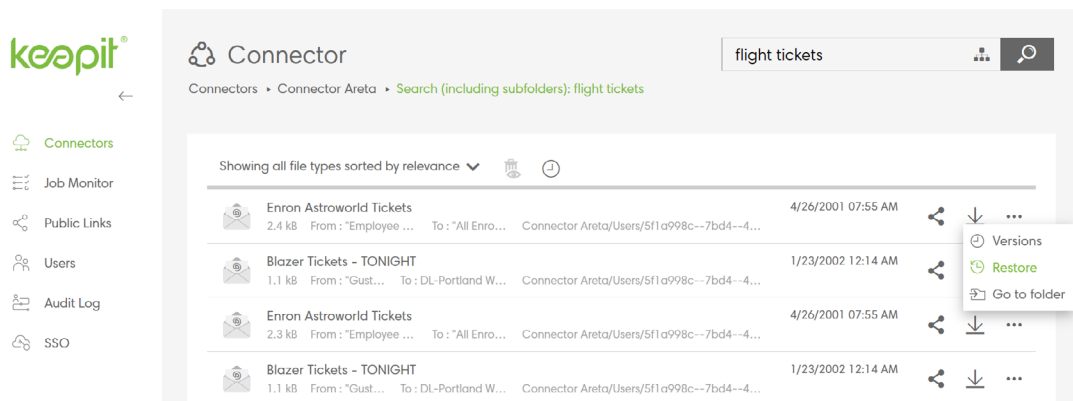 keepit®
Connector
flight tickets
Connectors ▸ Connector Areta ▸ Search (including subfolders): flight tickets
Connectors
Job Monitor
Public Links
Users
Audit Log
SSO
Showing all file types sorted by relevance
Enron Astroworld Tickets
4/26/2001 07:55 AM
2.4 kB From : "Employee ... To : "All Enro... Connector Areta/Users/5f1a998c--7bd4--4...
Versions
Restore
Go to folder
Blazer Tickets - TONIGHT
1/23/2002 12:14 AM
1.1 kB From : "Gust... To : DL-Portland W... Connector Areta/Users/5f1a998c--7bd4--4...
Enron Astroworld Tickets
4/26/2001 07:55 AM
2.3 kB From : "Employee ... To : "All Enro... Connector Areta/Users/5f1a998c--7bd4--4...
Blazer Tickets - TONIGHT
1/23/2002 12:14 AM
1.1 kB From : "Gust... To : DL-Portland W... Connector Areta/Users/5f1a998c--7bd4--4...